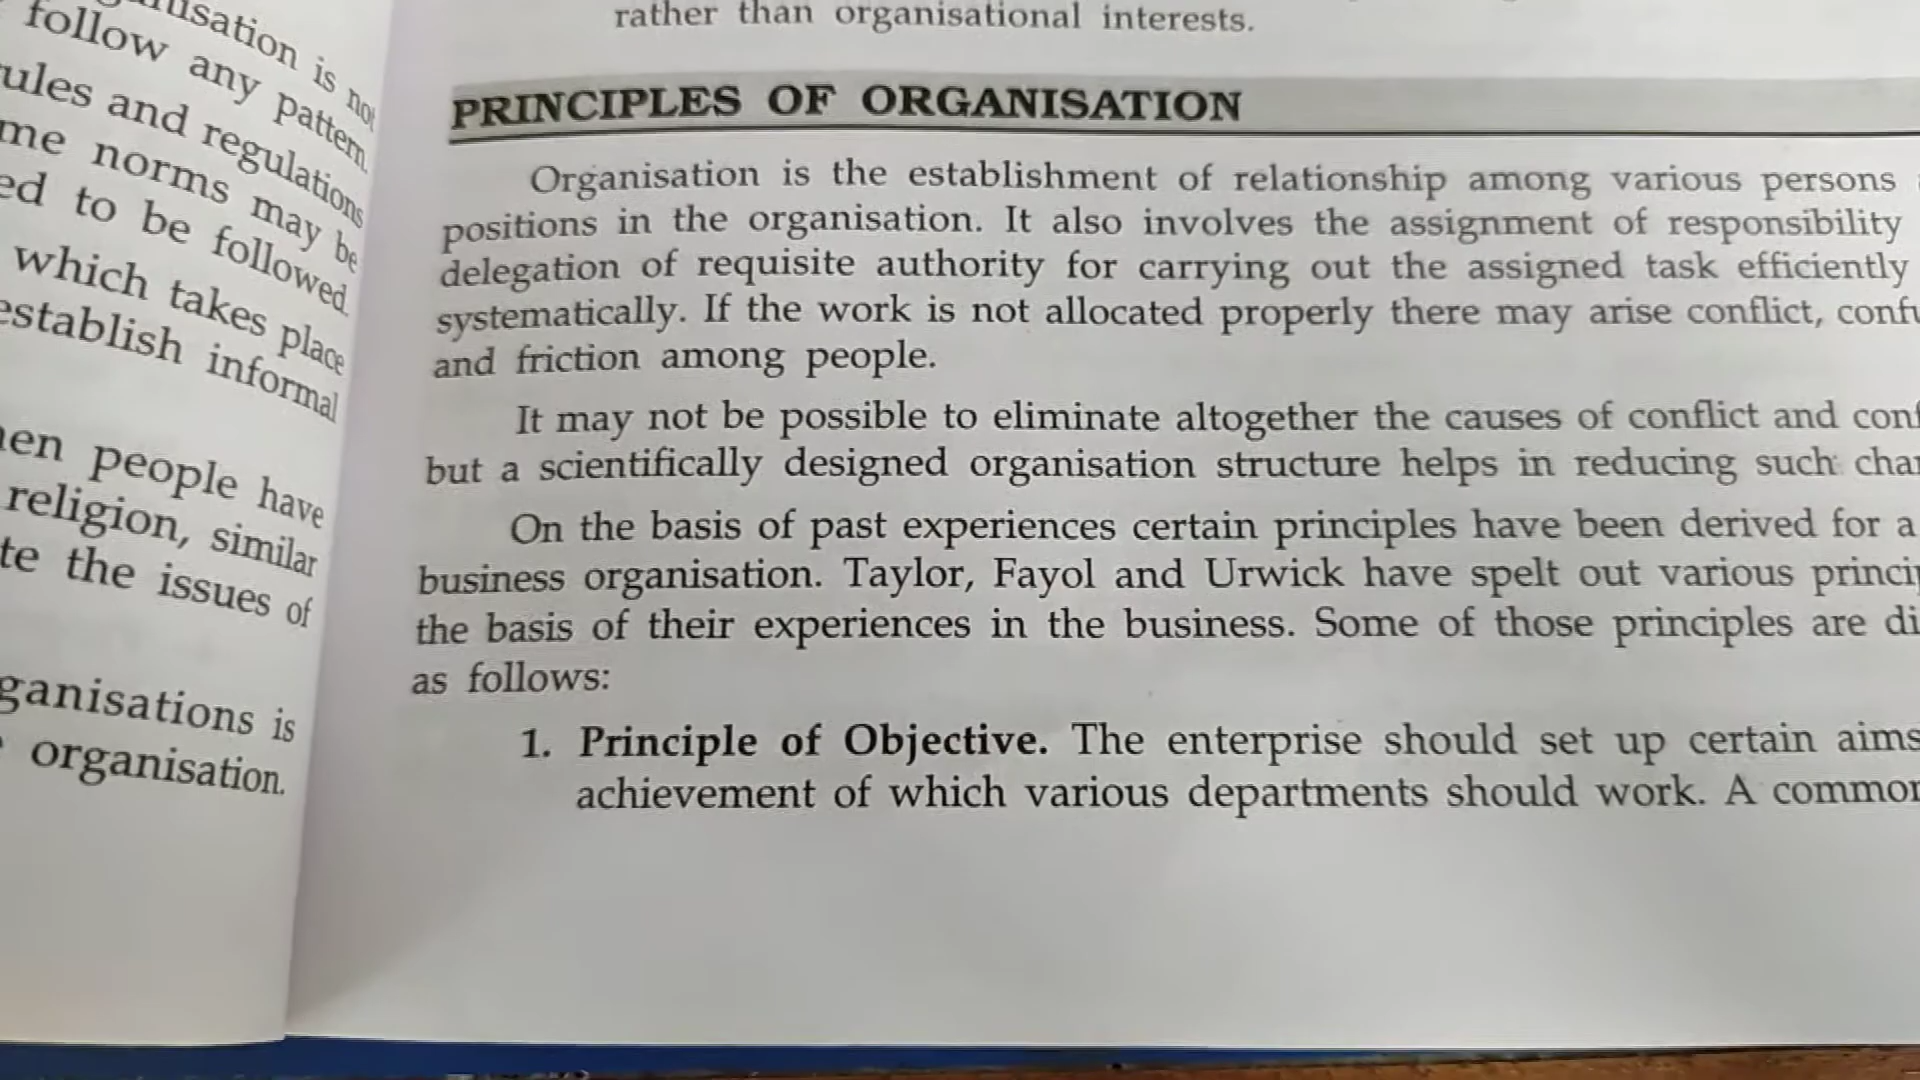 isation is not
follow any pattern.
and regulations
norms may be
to be followed.
which takes place
establish informal
people have
religion, similar
the issues of
is
organisation.
rather than organisational interests.
PRINCIPLES OF ORGANISATION
Organisation is the establishment of relationship among various persons
positions in the organisation. It also involves the assignment of responsibility
delegation of requisite authority for carrying out the assigned task efficiently
systematically. If the work is not allocated properly there may arise conflict,
and friction among people.
It may not be possible to eliminate altogether the causes of conflict and
but a scientifically designed organisation structure helps in reducing such
On the basis of past experiences certain principles have been derived for a
business organisation. Taylor, Fayol and Urwick have spelt out various
the basis of their experiences in the business. Some of those principles are
as follows:
1. Principle of Objective. The enterprise should set up certain aims
achievement of which various departments should work. A common